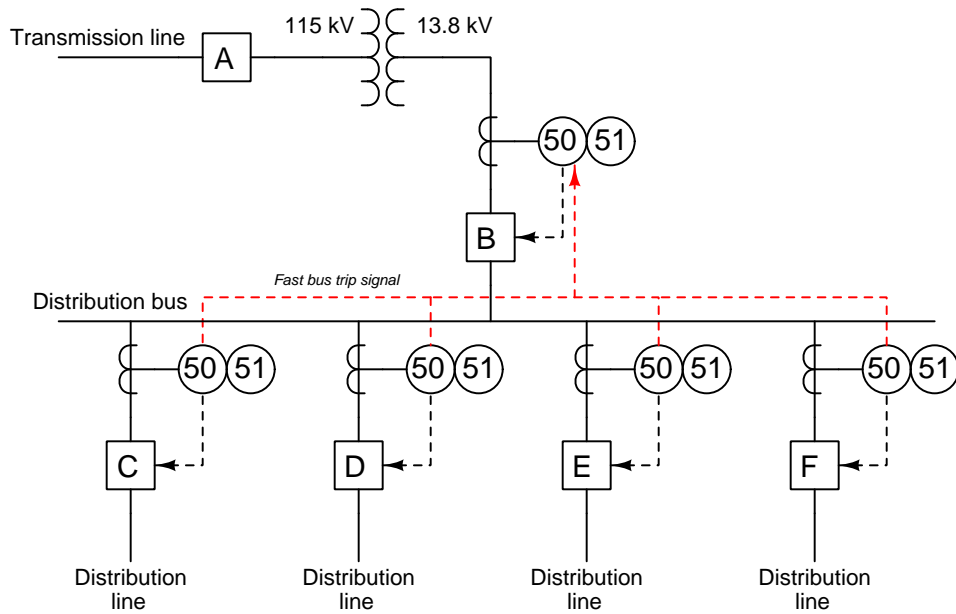 115 kV
13.8 kV
Transmission line
A
50
51
B
Fast bus trip signal
Distribution bus
50
51
50
51
50
51
50
51
C
D
E
F
Distribution
line
Distribution
line
Distribution
line
Distribution
line